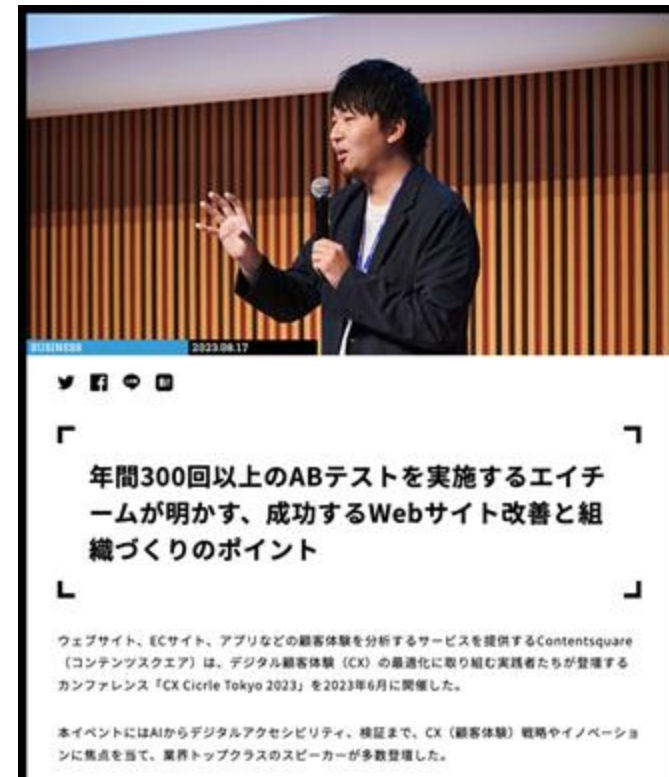 BUSINESS
2023.08.17
年間300回以上のABテストを実施するエイチ
ームが明かす、成功するWebサイト改善と組
織づくりのポイント
ウェブサイト、ECサイト、アプリなどの顧客体験を分析するサービスを提供するContentsquare
（コンテンツスクエア）は、デジタル顧客体験（CX）の最適化に取り組む実践者たちが登壇する
カンファレンス「CX Cicrle Tokyo 2023」を2023年6月に開催した。
本イベントにはAIからデジタルアクセシビリティ、検証まで、CX（顧客体験）戦略やイノベーショ
ンに焦点を当て、業界トップクラスのスピーカーが多数登壇した。